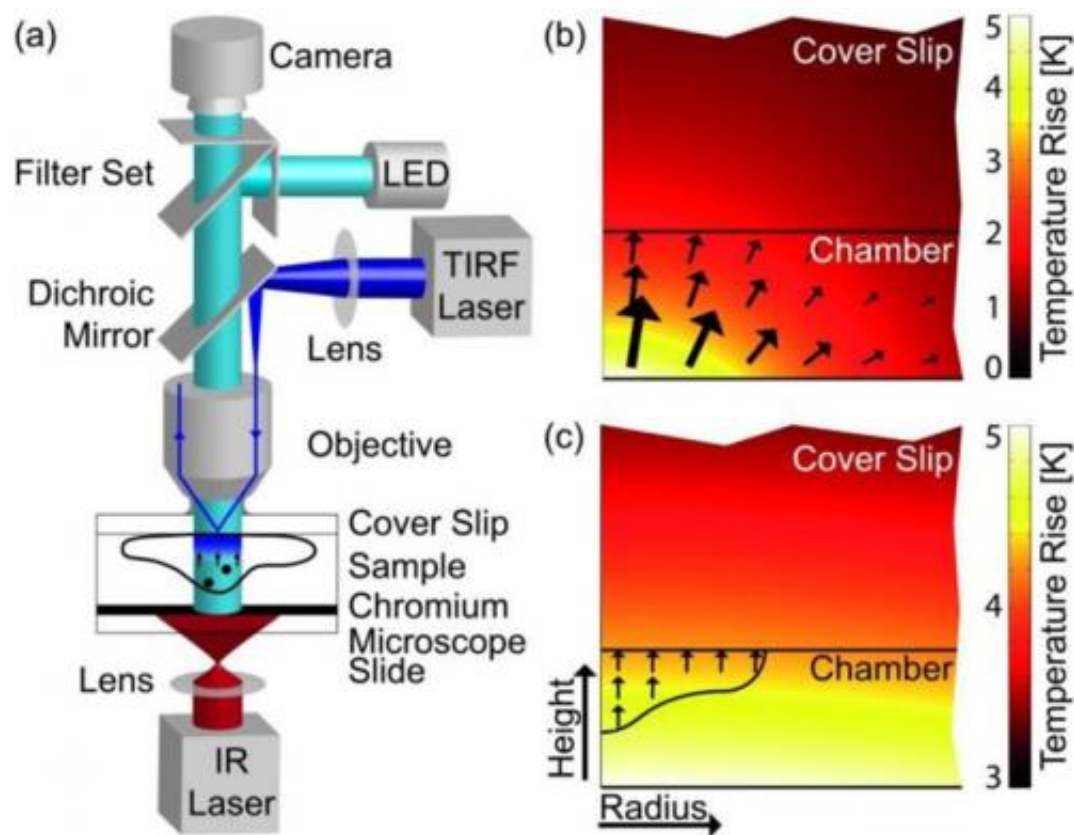 (a)
Camera
Filter Set
LED
Dichroic
Mirror
TIRF
Laser
Lens
Objective
Cover Slip
Sample
Chromium
Microscope
Slide
Lens
IR
Laser
(b)
Cover Slip
Chamber
5
4
3
2
1
0
Temperature Rise [K]
(c)
Cover Slip
Chamber
Height
Radius
5
4
3
Temperature Rise [K]